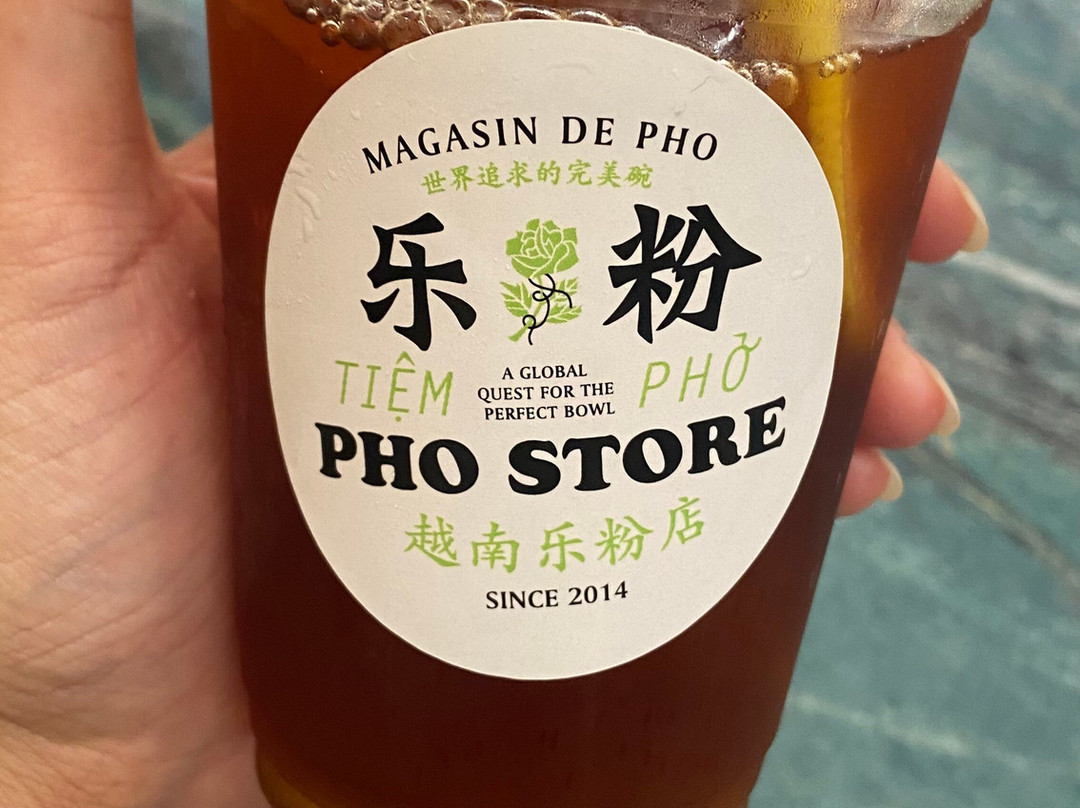 MAGASIN DE PHO
世界追求的完美碗
乐 粉
TIỆM PHỞ
A GLOBAL
QUEST FOR THE
PERFECT BOWL
PHO STORE
越南乐粉店
SINCE 2014